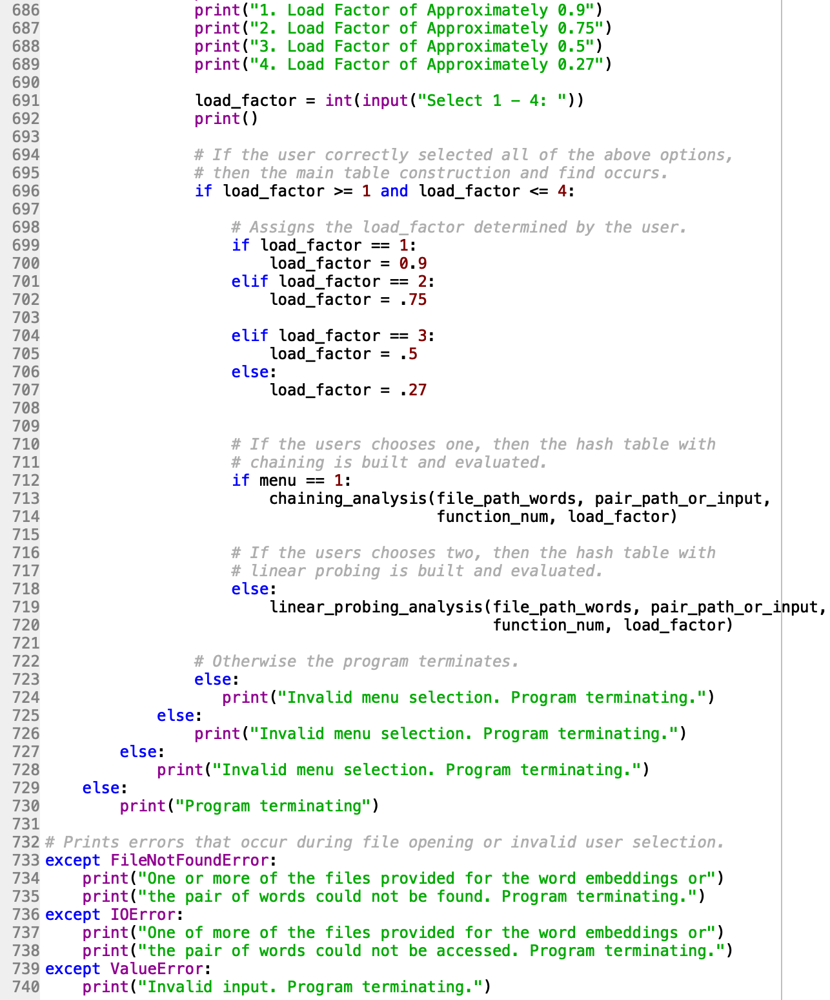 686 print("1. Load Factor of Approximately 0.9")
687 print("2. Load Factor of Approximately 0.75")
688 print("3. Load Factor of Approximately 0.5")
689 print("4. Load Factor of Approximately 0.27")
690
691 load_factor = int(input("Select 1 - 4: "))
692 print()
693
694 # If the user correctly selected all of the above options,
695 # then the main table construction and find occurs.
696 if load_factor >= 1 and load_factor <= 4:
697
698 # Assigns the load_factor determined by the user.
699 if load_factor == 1:
700 load_factor = 0.9
701 elif load_factor == 2:
702 load_factor = .75
703
704 elif load_factor == 3:
705 load_factor = .5
706 else:
707 load_factor = .27
708
709
710 # If the users chooses one, then the hash table with
711 # chaining is built and evaluated.
712 if menu == 1:
713 chaining_analysis(file_path_words, pair_path_or_input,
714 function_num, load_factor)
715
716 # If the users chooses two, then the hash table with
717 # linear probing is built and evaluated.
718 else:
719 linear_probing_analysis(file_path_words, pair_path_or_input,
720 function_num, load_factor)
721
722 # Otherwise the program terminates.
723 else:
724 print("Invalid menu selection. Program terminating.")
725 else:
726 print("Invalid menu selection. Program terminating.")
727 else:
728 print("Invalid menu selection. Program terminating.")
729 else:
730 print("Program terminating")
731
732 # Prints errors that occur during file opening or invalid user selection.
733 except FileNotFoundError:
734 print("One or more of the files provided for the word embeddings or")
735 print("the pair of words could not be found. Program terminating.")
736 except IOError:
737 print("One of more of the files provided for the word embeddings or")
738 print("the pair of words could not be accessed. Program terminating.")
739 except ValueError:
740 print("Invalid input. Program terminating.")